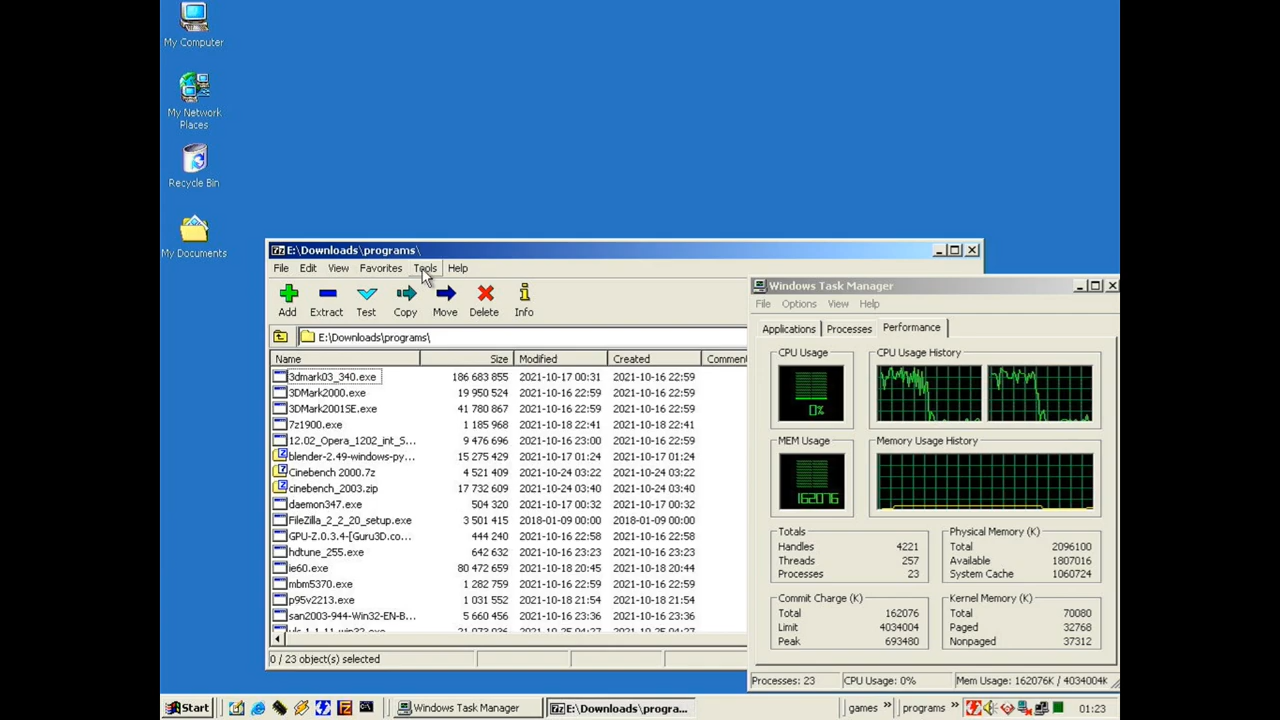 My Computer
My Network
Places
Recycle Bin
My Documents
E:\Downloads\programs\
File Edit View Favorites Tools Help
Add Extract Test Copy Move Delete Info
E:\Downloads\programs\
Name Size Modified Created Comment
3dmark03_340.exe 186 683 855 2021-10-17 00:31 2021-10-16 22:59
3DMark2000.exe 19 950 524 2021-10-16 22:59 2021-10-16 22:59
3DMark2001SE.exe 41 780 867 2021-10-16 22:59 2021-10-16 22:59
7z1900.exe 1 185 968 2021-10-18 22:41 2021-10-18 22:41
12.02_Opera_1202_int_S... 9 476 696 2021-10-16 23:00 2021-10-16 22:59
blender-2.49-windows-py... 15 275 429 2021-10-17 01:24 2021-10-17 01:24
Cinebench 2000.7z 4 521 409 2021-10-24 03:22 2021-10-24 03:22
cinebench_2003.zip 17 732 609 2021-10-24 03:40 2021-10-24 03:40
daemon347.exe 504 320 2021-10-17 00:32 2021-10-17 00:32
FileZilla_2_2_20_setup.exe 3 501 415 2018-01-09 00:00 2018-01-09 00:00
GPU-Z.0.3.4-[Guru3D.co... 444 240 2021-10-16 22:58 2021-10-16 22:58
hdtune_255.exe 642 632 2021-10-16 23:23 2021-10-16 23:23
ie60.exe 80 472 659 2021-10-18 20:45 2021-10-18 20:44
mbm5370.exe 1 282 759 2021-10-16 22:59 2021-10-16 22:59
p95v2213.exe 1 031 552 2021-10-18 21:54 2021-10-18 21:54
san2003-944-Win32-EN-B... 5 660 456 2021-10-16 23:36 2021-10-16 23:36
0 / 23 object(s) selected
Windows Task Manager
File Options View Help
Applications Processes Performance
CPU Usage CPU Usage History
0%
MEM Usage Memory Usage History
162076
Totals
Handles 4221
Threads 257
Processes 23
Physical Memory (K)
Total 2096100
Available 1807016
System Cache 1060724
Commit Charge (K)
Total 162076
Limit 4034004
Peak 693480
Kernel Memory (K)
Total 70080
Paged 32768
Nonpaged 37312
Processes: 23 CPU Usage: 0% Mem Usage: 162076K / 4034004K
Start Windows Task Manager E:\Downloads\progra... games » programs » 01:23